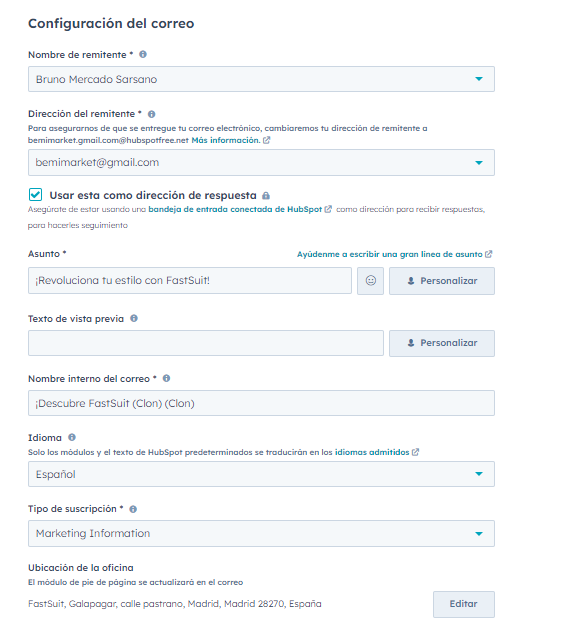 Configuración del correo
Nombre de remitente *
Bruno Mercado Sarsano
Dirección del remitente *
Para asegurarnos de que se entregue tu correo electrónico, cambiaremos tu dirección de remitente a
bemimarket.gmail.com@hubspotfree.net Más información.
bemimarket@gmail.com
Usar esta como dirección de respuesta
Asegúrate de estar usando una bandeja de entrada conectada de HubSpot como dirección para recibir respuestas,
para hacerles seguimiento
Asunto * Ayúdenme a escribir una gran línea de asunto
¡Revoluciona tu estilo con FastSuit! Personalizar
Texto de vista previa
Personalizar
Nombre interno del correo *
¡Descubre FastSuit (Clon) (Clon)
Idioma
Solo los módulos y el texto de HubSpot predeterminados se traducirán en los idiomas admitidos
Español
Tipo de suscripción *
Marketing Information
Ubicación de la oficina
El módulo de pie de página se actualizará en el correo
FastSuit, Galapagar, calle pastrano, Madrid, Madrid 28270, España Editar